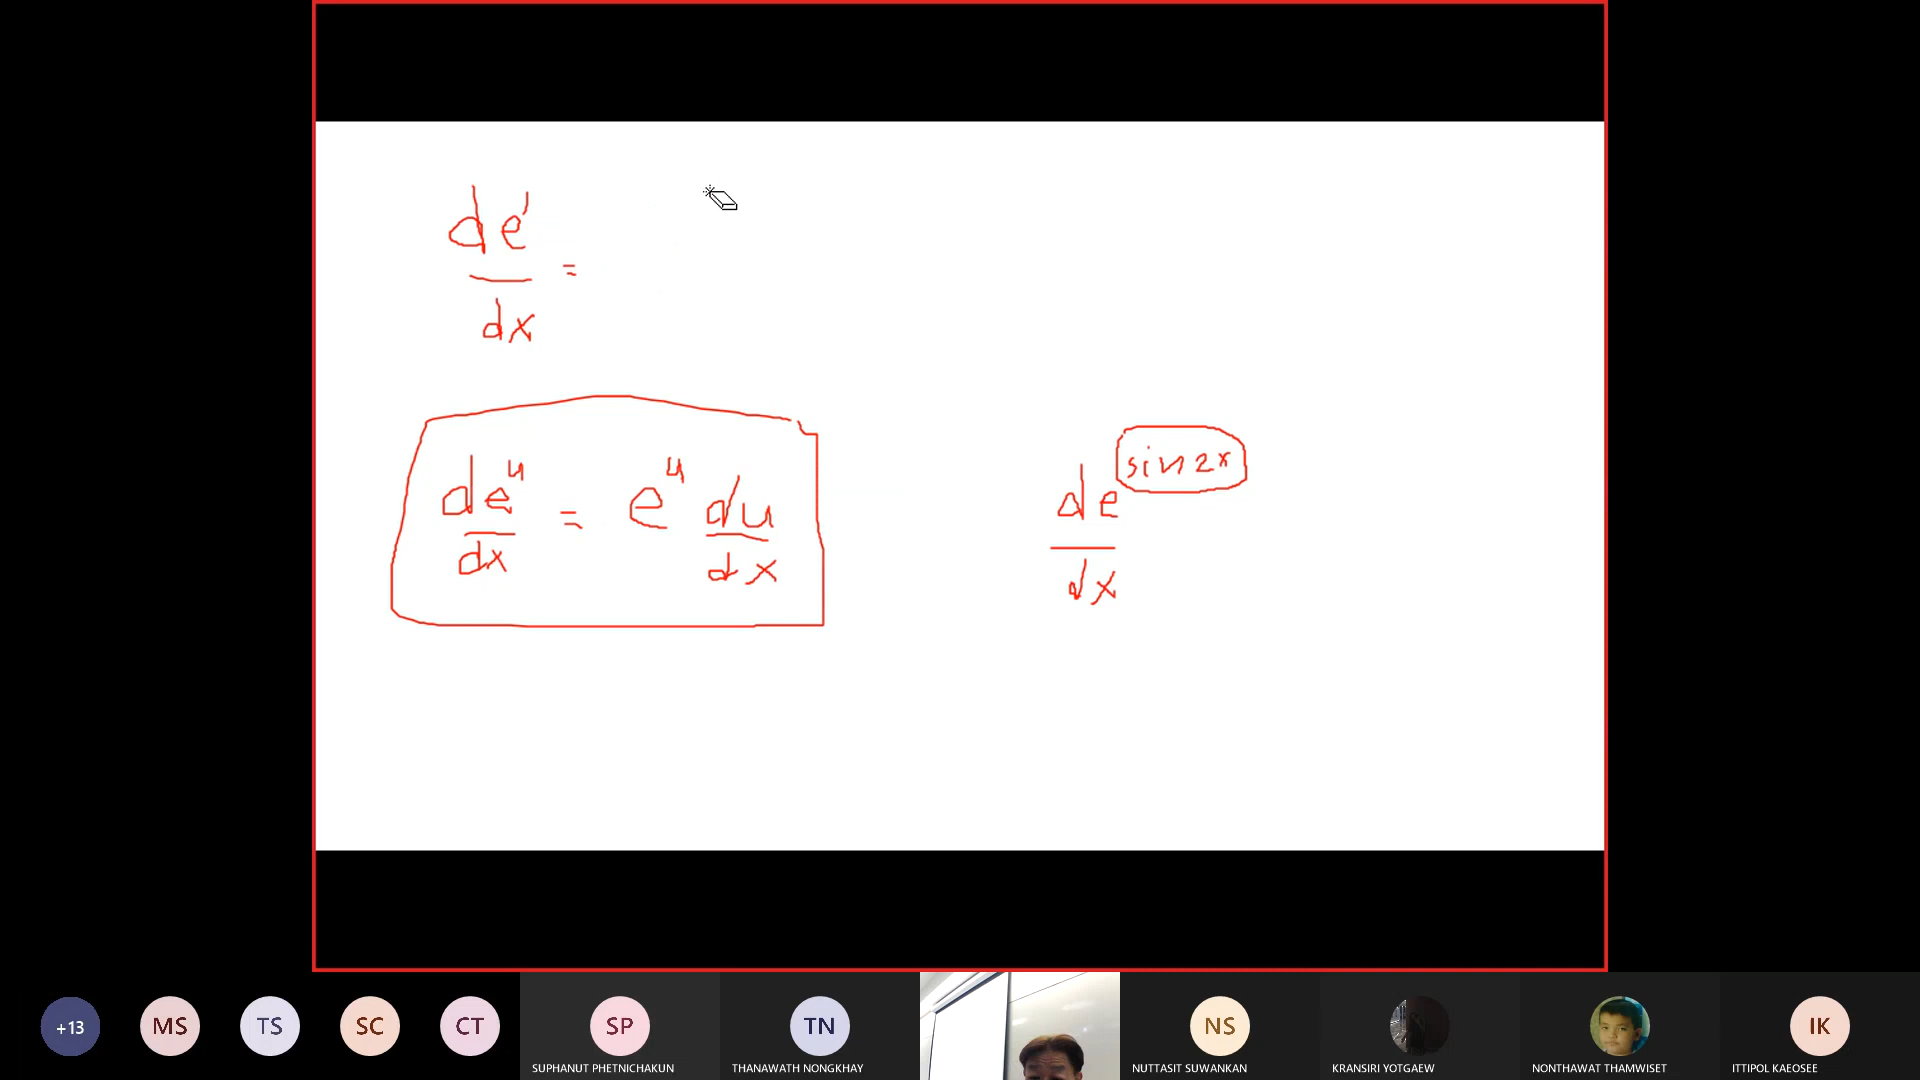 de' =
dx
de^u = e^u du
dx dx
de^sin2x
dx
+13
MS
TS
SC
CT
SP
SUPHANUT PHETNICHAKUN
TN
THANAWATH NONGKHAY
NS
NUTTASIT SUWANKAN
KRANSIRI YOTGAEW
NONTHAWAT THAMWISET
IK
ITTIPOL KAEOSEE